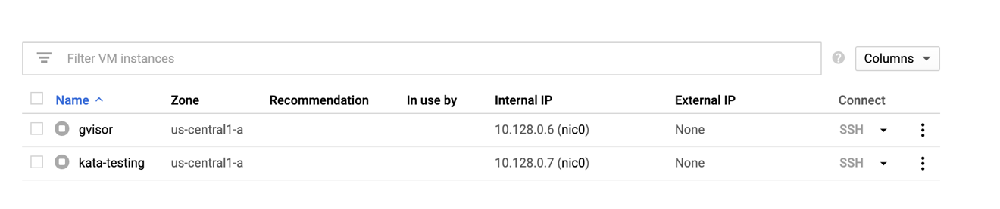 Filter VM instances ? Columns
Name Zone Recommendation In use by Internal IP External IP Connect
gvisor us-central1-a 10.128.0.6 (nic0) None SSH
kata-testing us-central1-a 10.128.0.7 (nic0) None SSH